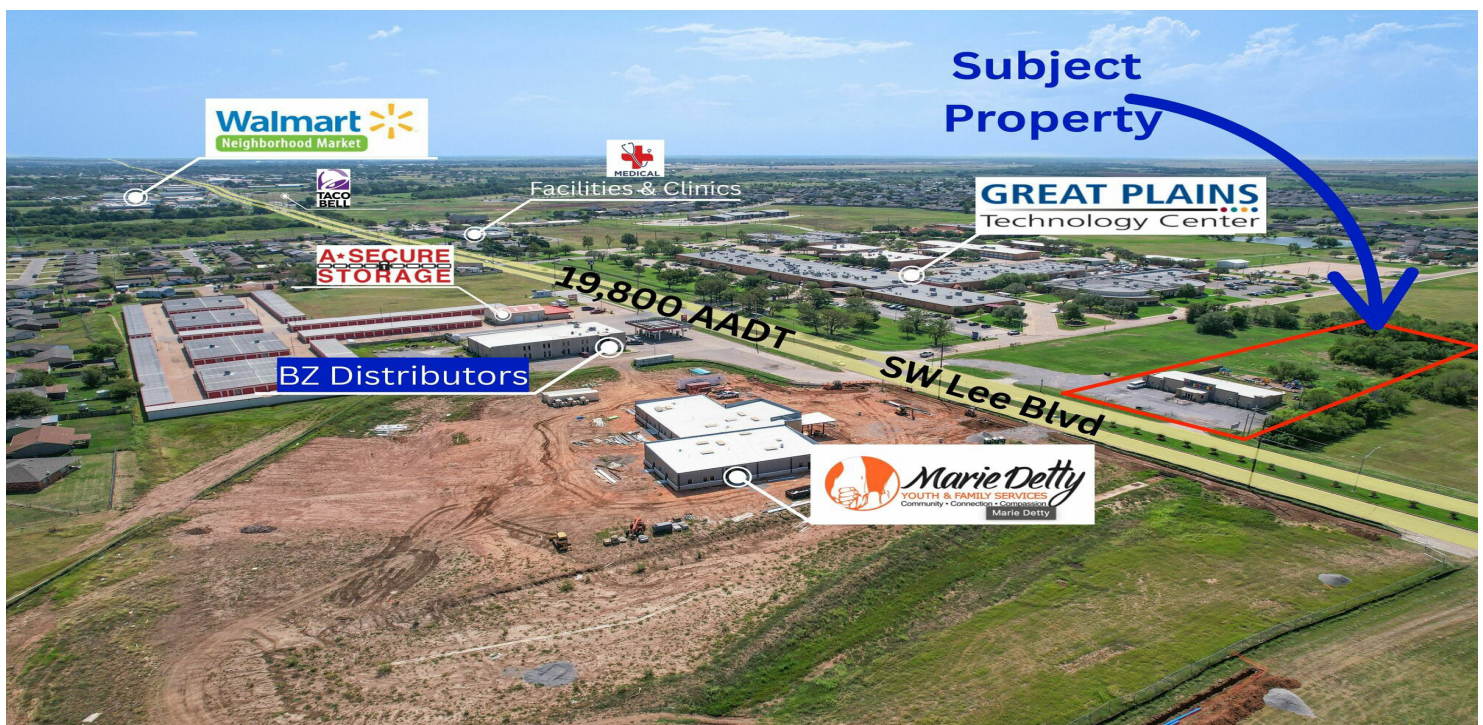 Subject
Property
Walmart
Neighborhood Market
MEDICAL
Facilities & Clinics
TACO
BELL
GREAT PLAINS
Technology Center
A★SECURE
STORAGE
19,800 AADT
BZ Distributors
SW Lee Blvd
Marie Detty
YOUTH & FAMILY SERVICES
Community • Connection • Compassion
Marie Detty